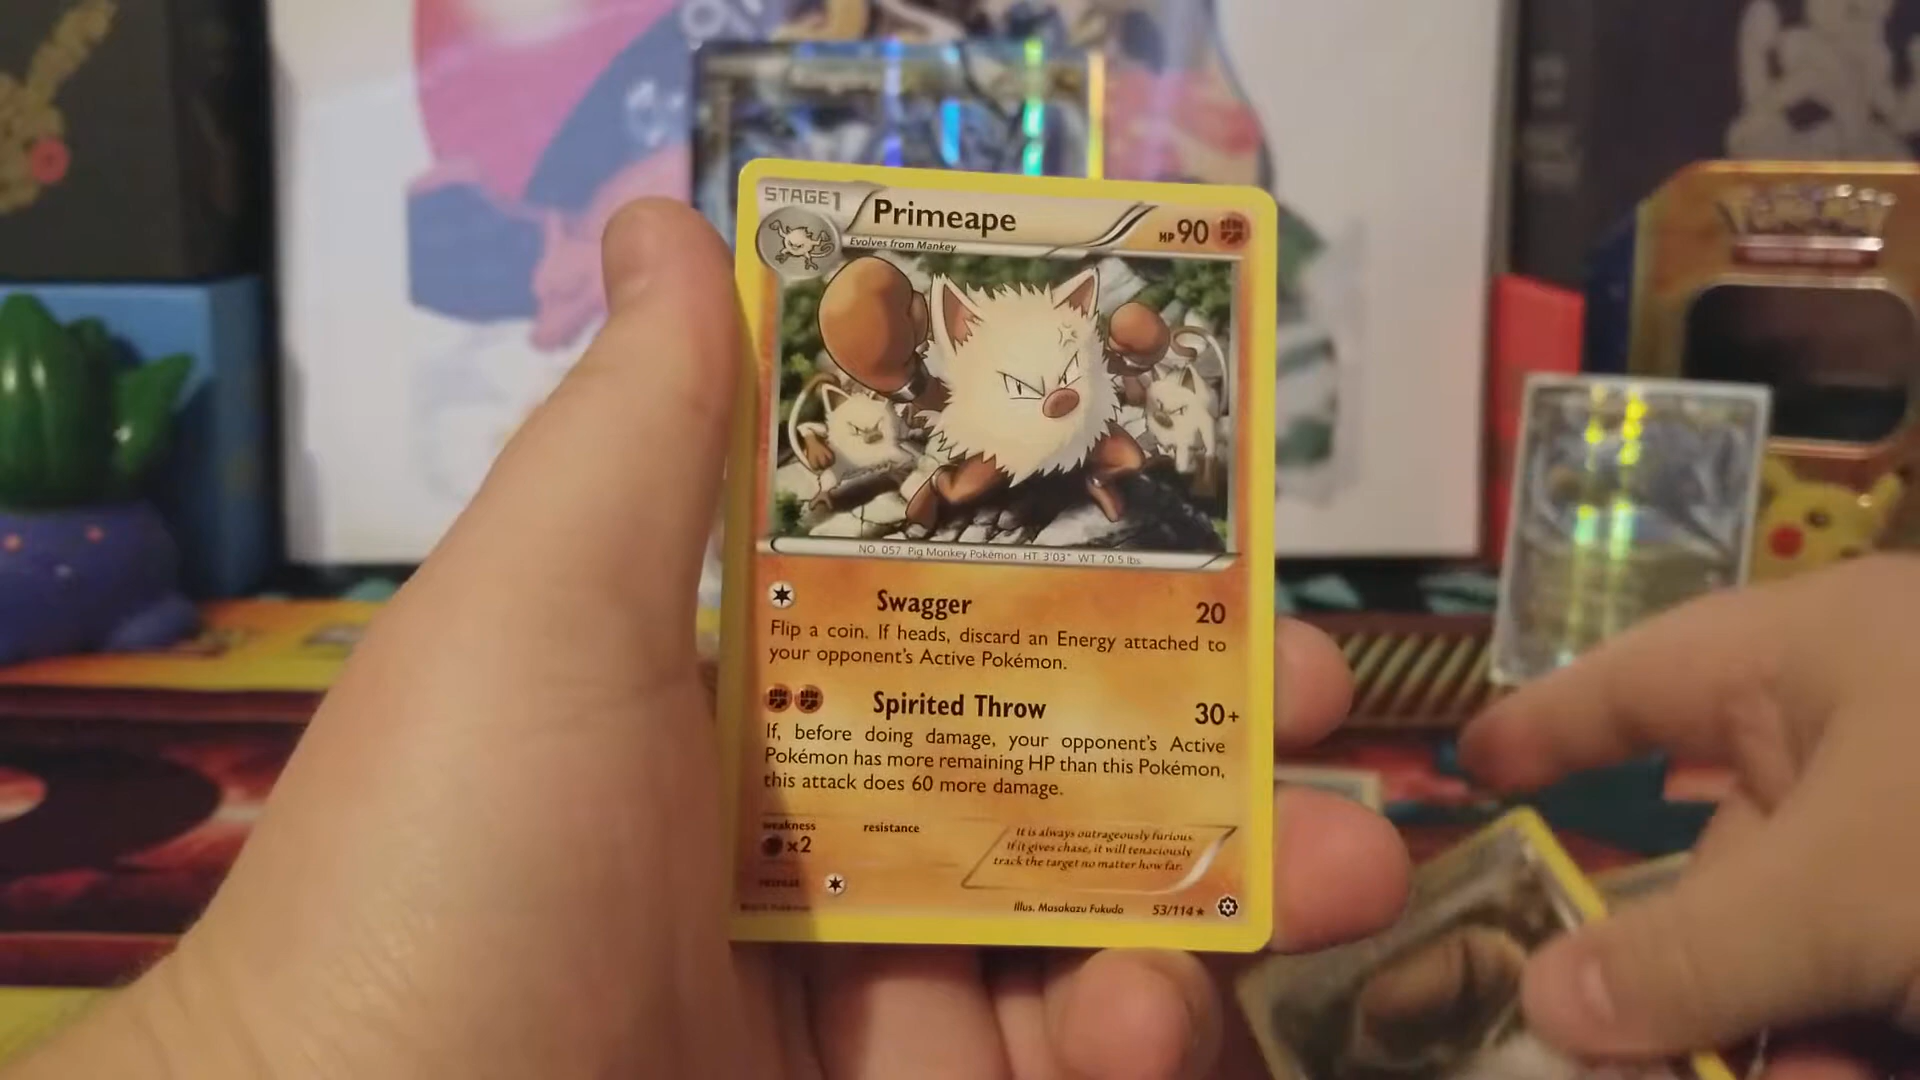 STAGE1
Primeape
HP 90
Evolves from Mankey
NO. 057 Pig Monkey Pokémon HT: 3'03" WT: 70.5 lbs.
Swagger 20
Flip a coin. If heads, discard an Energy attached to
your opponent's Active Pokémon.
Spirited Throw 30+
If, before doing damage, your opponent's Active
Pokémon has more remaining HP than this Pokémon,
this attack does 60 more damage.
weakness resistance
x2
It is always outrageously furious.
If it gives chase, it will tenaciously
track the target no matter how far.
Illus. Masakazu Fukuda 53/114 ★